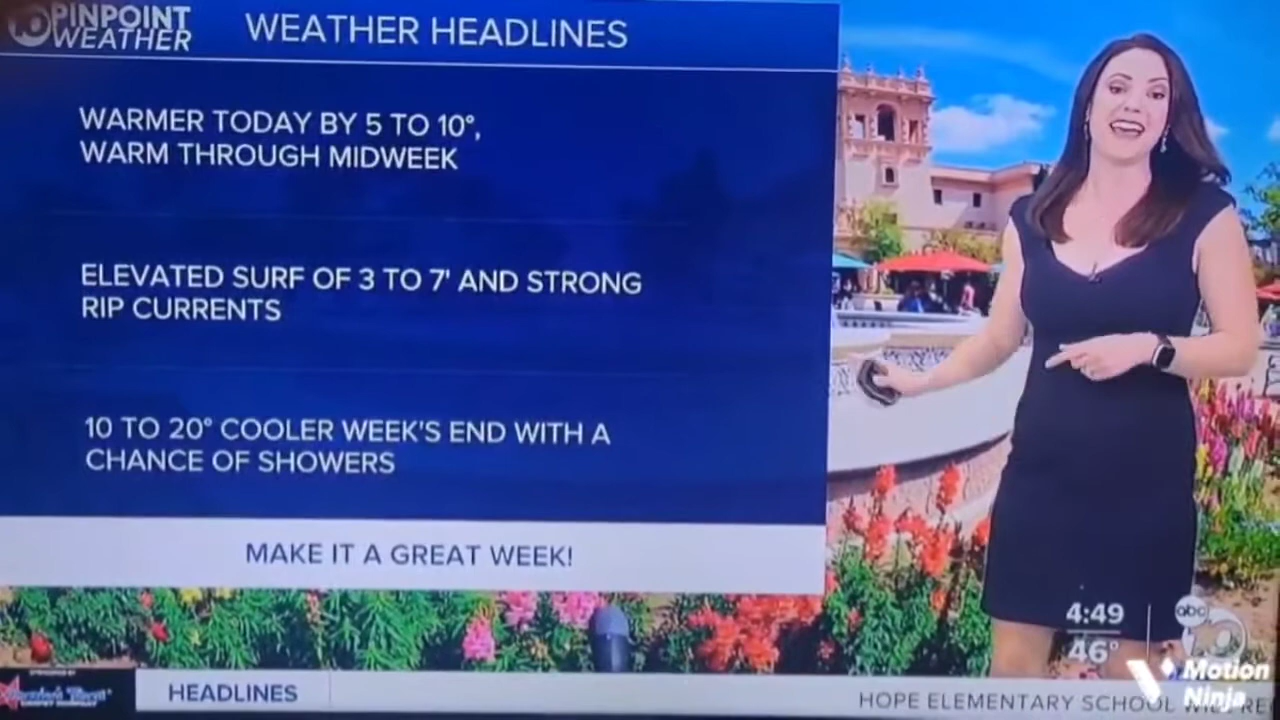 10 PINPOINT
WEATHER
WEATHER HEADLINES
WARMER TODAY BY 5 TO 10°,
WARM THROUGH MIDWEEK
ELEVATED SURF OF 3 TO 7' AND STRONG
RIP CURRENTS
10 TO 20° COOLER WEEK'S END WITH A
CHANCE OF SHOWERS
MAKE IT A GREAT WEEK!
4:49
46°
abc
10
HEADLINES
HOPE ELEMENTARY SCHOOL
Motion
Ninja